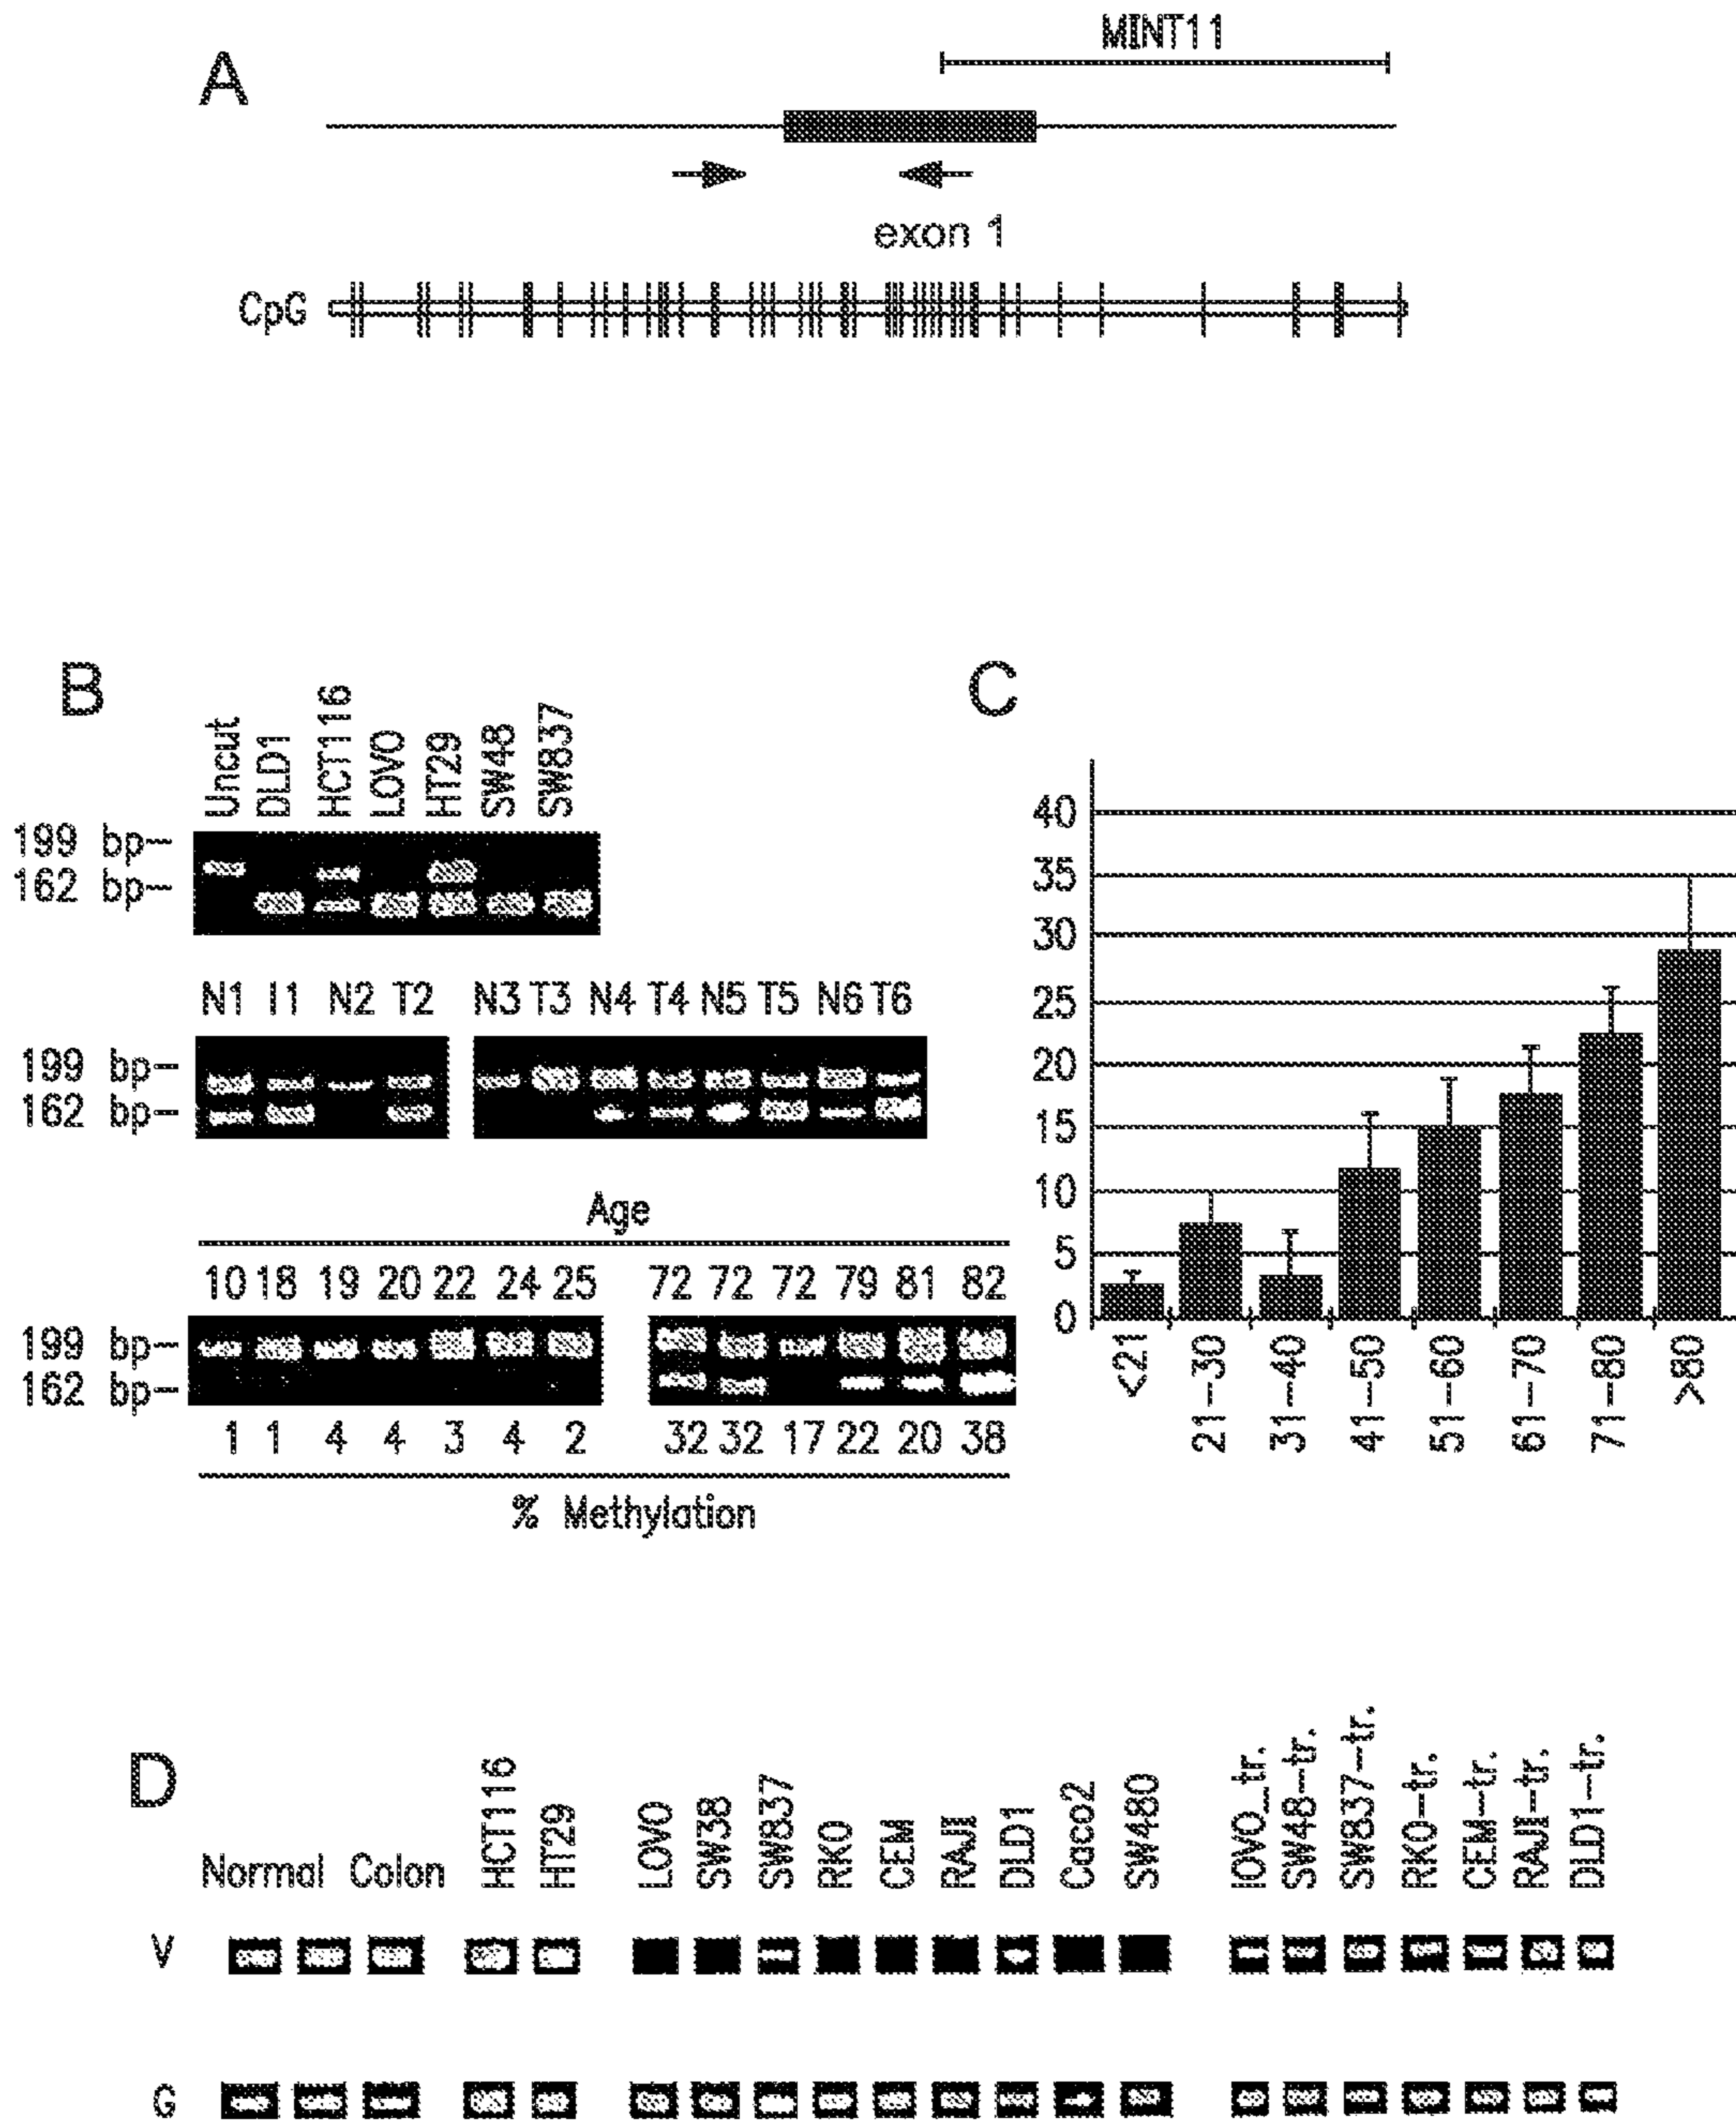 A
MINT11
exon 1
CpG
B
Uncut
DLD1
HCT116
LOVO
HT29
SW48
SW837
199 bp-
162 bp-
N1 I1 N2 T2 N3 T3 N4 T4 N5 T5 N6 T6
199 bp-
162 bp-
Age
10 18 19 20 22 24 25 72 72 72 79 81 82
199 bp-
162 bp-
1 1 4 4 3 4 2 32 32 17 22 20 38
% Methylation
C
40
35
30
25
20
15
10
5
0
<21
21-30
31-40
41-50
51-60
61-70
71-80
>80
D
Normal Colon
HCT116
HT29
LOVO
SW38
SW837
RKO
CEM
RAJI
DLD1
Caco2
SW480
lOVO_tr.
SW48-tr.
SW837-tr.
RKO-tr.
CEM-tr.
RAJI-tr.
DLD1-tr.
V
G